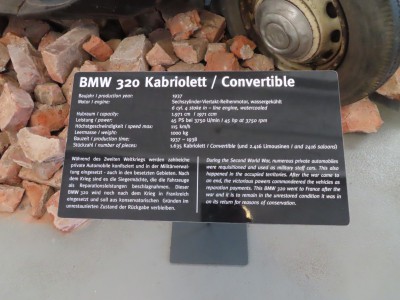 BMW 320 Kabriolett / Convertible
Baujahr / production year: 1937
Motor / engine: Sechszylinder-Viertakt-Reihenmotor, wassergekühlt
6 cyl. 4 stoke in - line engine, watercooled
Hubraum / capacity: 1.971 cm / 1.971 cm
Leistung / power: 45 PS bei 3750 U/min / 45 hp at 3750 rpm
Höchstgeschwindigkeit / speed max: 115 km/h
Leermasse / weight: 1000 kg
Bauzeit / production time: 1937 – 1938
Stückzahl / number of pieces: 1.635 Kabriolett / Convertible (und 2.416 Limousinen / and 2416 saloons)
Während des Zweiten Weltkriegs werden zahlreiche
private Automobile konfisziert und in der Militärverwal-
tung eingesetzt - auch in den besetzten Gebieten. Nach
dem Krieg sind es die Siegermächte, die die Fahrzeuge
als Reparationsleistungen beschlagnahmen. Dieser
BMW 320 wird nach dem Krieg in Frankreich
eingesetzt und soll aus konservatorischen Gründen im
unrestaurierten Zustand der Rückgabe verbleiben.
During the Second World War, numerous private automobiles
were requisitioned and used as military staff cars. This also
happened in the occupied territories. After the war came to
an end, the victorious powers commandeered the vehicles as
reparation payments. This BMW 320 went to France after the
war and it is to remain in the unrestored condition it was in
on its return for reasons of conservation.